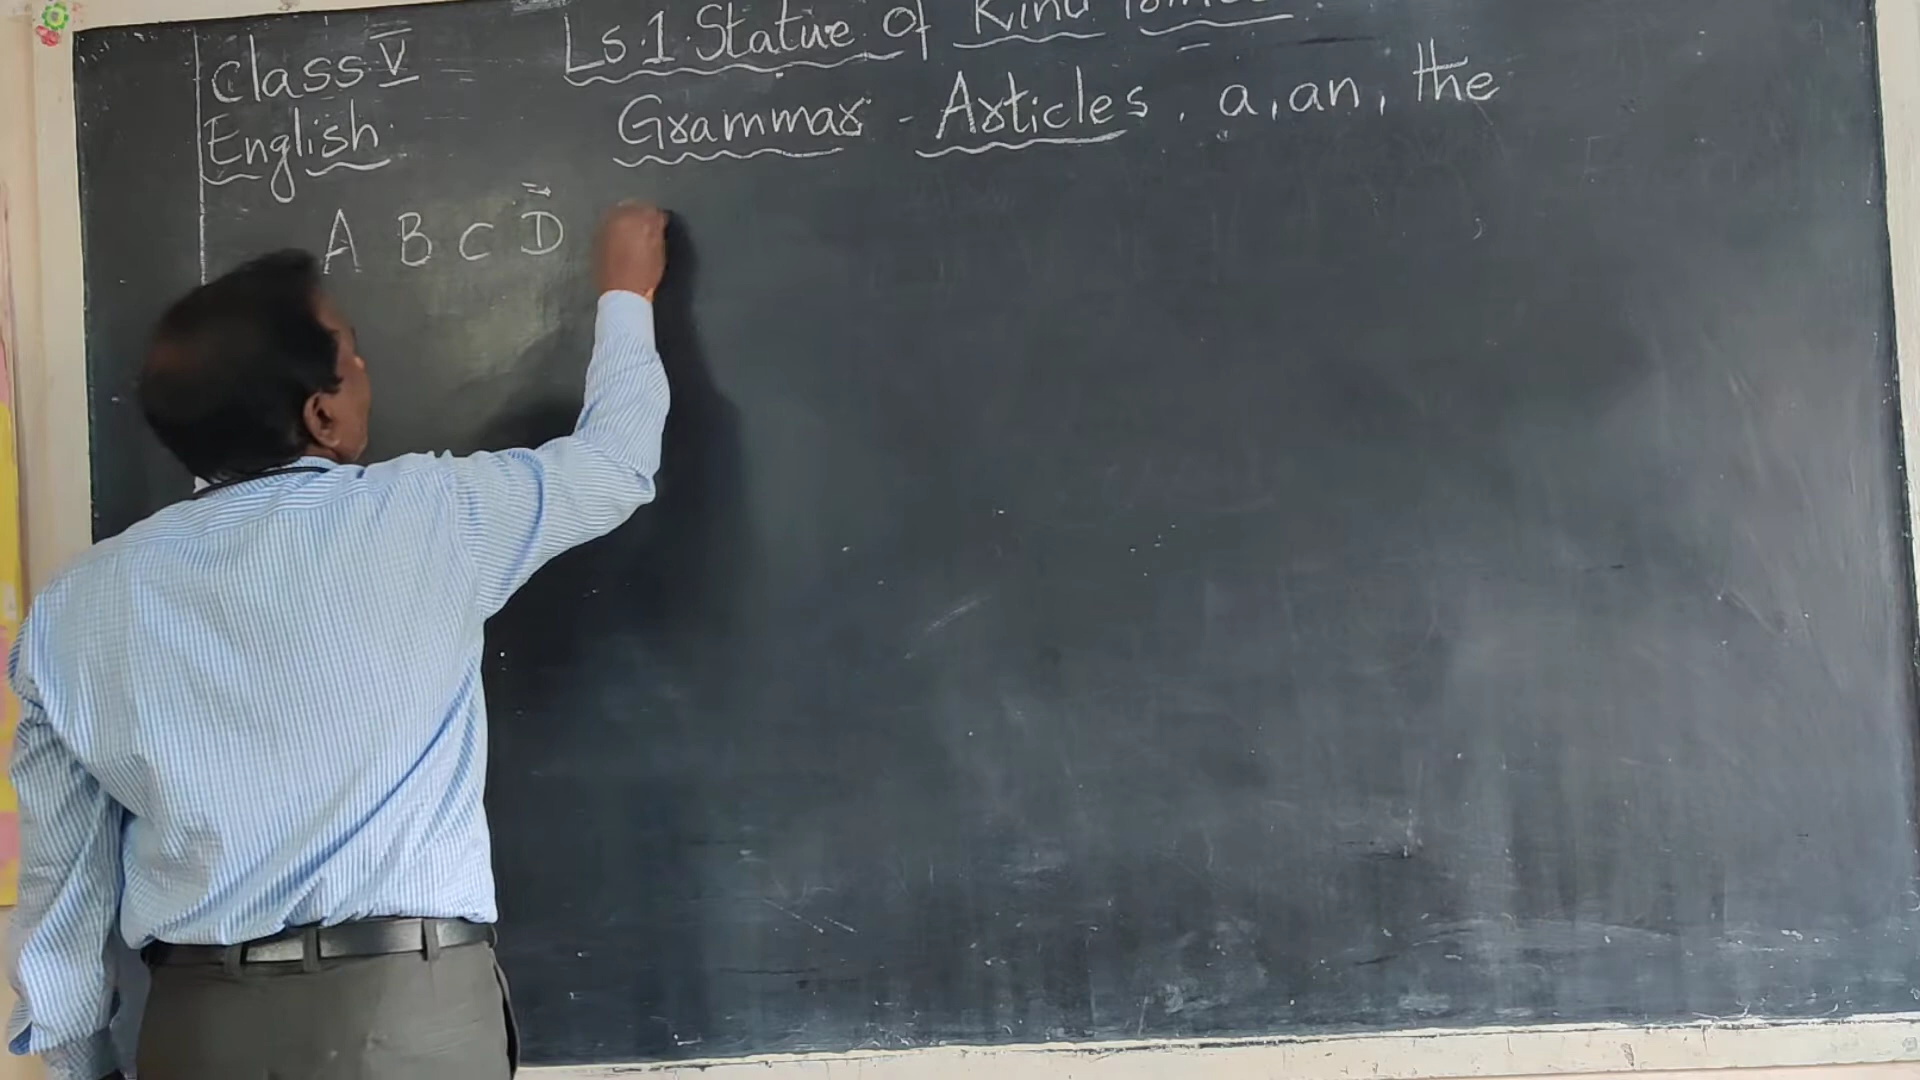 Class V
Ls.1. Statue of
English
Grammar - Articles. a, an, the
A B C D